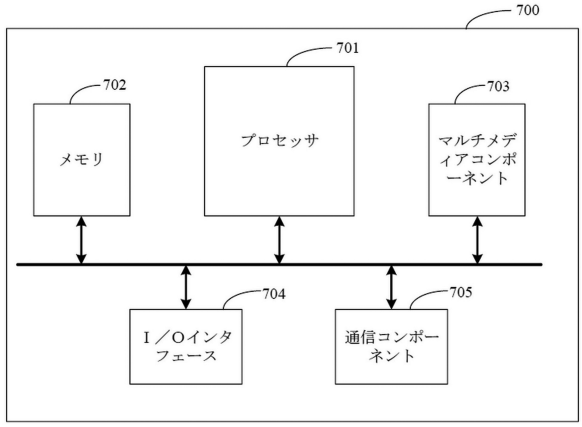 700
701
702
703
プロセッサ
メモリ
マルチメデ
ィアコンポ
ーネント
704
705
Ｉ／Ｏインタ
フェース
通信コンポー
ネント